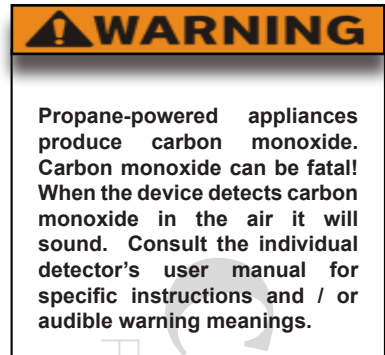 WARNING
Propane-powered appliances
produce carbon monoxide.
Carbon monoxide can be fatal!
When the device detects carbon
monoxide in the air it will
sound. Consult the individual
detector's user manual for
specific instructions and / or
audible warning meanings.